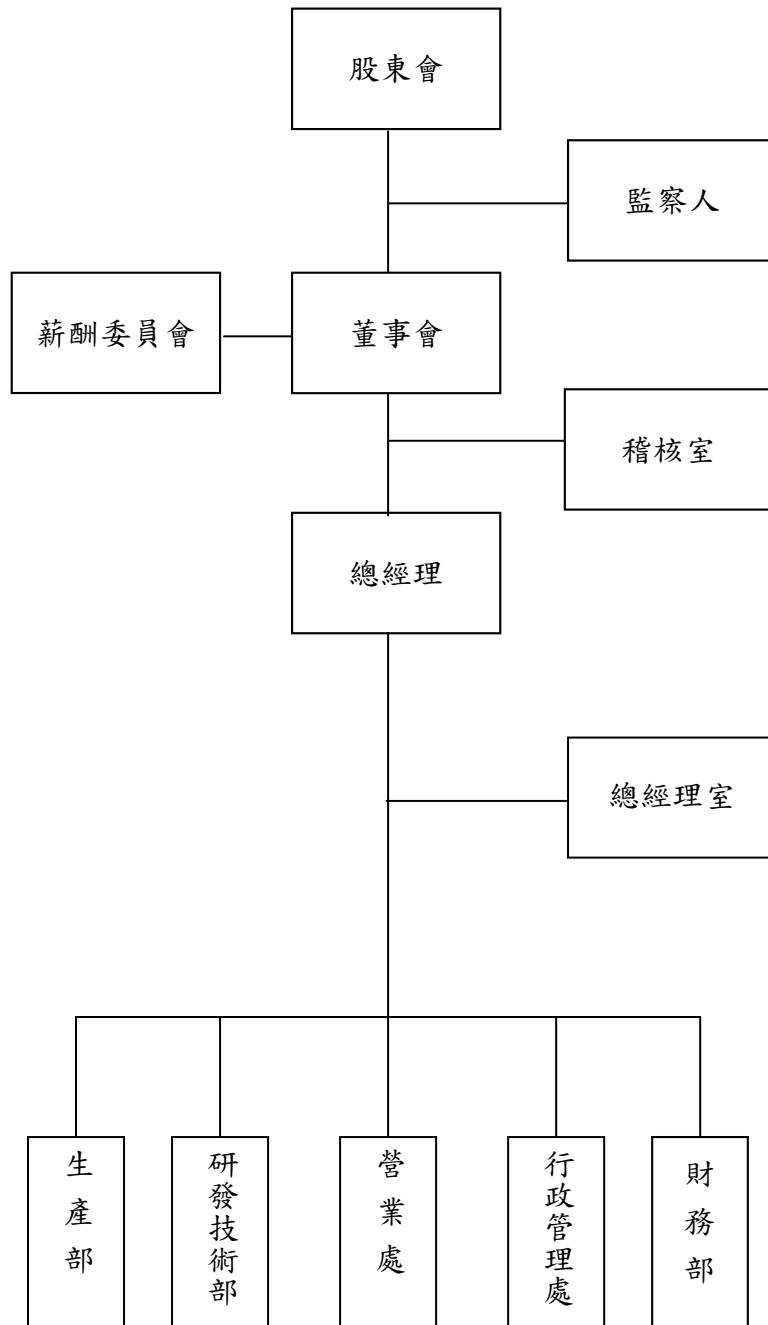 股東會
監察人
薪酬委員會
董事會
稽核室
總經理
總經理室
生產部
研發技術部
營業處
行政管理處
財務部